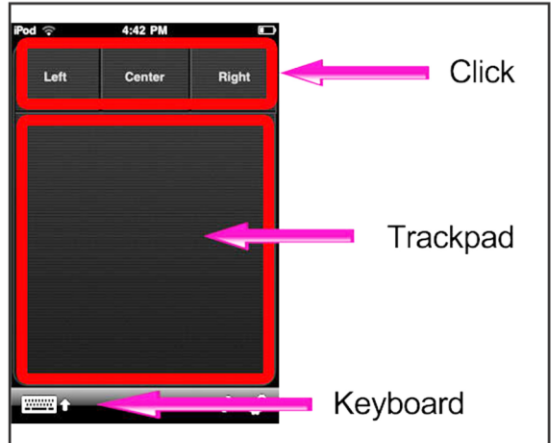 iPod 4:42 PM
Left Center Right
Click
Trackpad
Keyboard